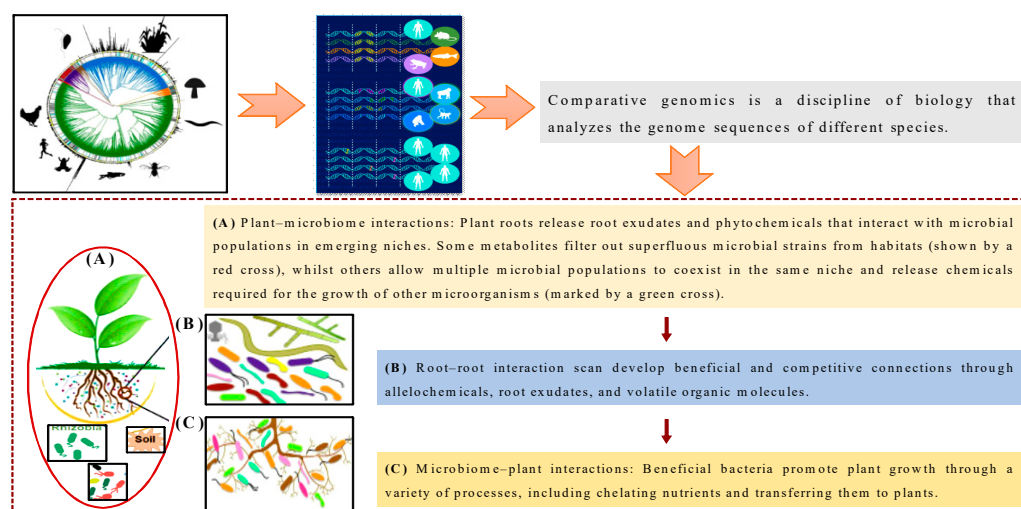 Comparative genomics is a discipline of biology that
analyzes the genome sequences of different species.
(A) Plant–microbiome interactions: Plant roots release root exudates and phytochemicals that interact with microbial
populations in emerging niches. Some metabolites filter out superfluous microbial strains from habitats (shown by a
red cross), whilst others allow multiple microbial populations to coexist in the same niche and release chemicals
required for the growth of other microorganisms (marked by a green cross).
(A)
(B)
(B) Root–root interaction scan develop beneficial and competitive connections through
allelochemicals, root exudates, and volatile organic molecules.
(C)
Rhizobia
Soil
(C) Microbiome–plant interactions: Beneficial bacteria promote plant growth through a
variety of processes, including chelating nutrients and transferring them to plants.